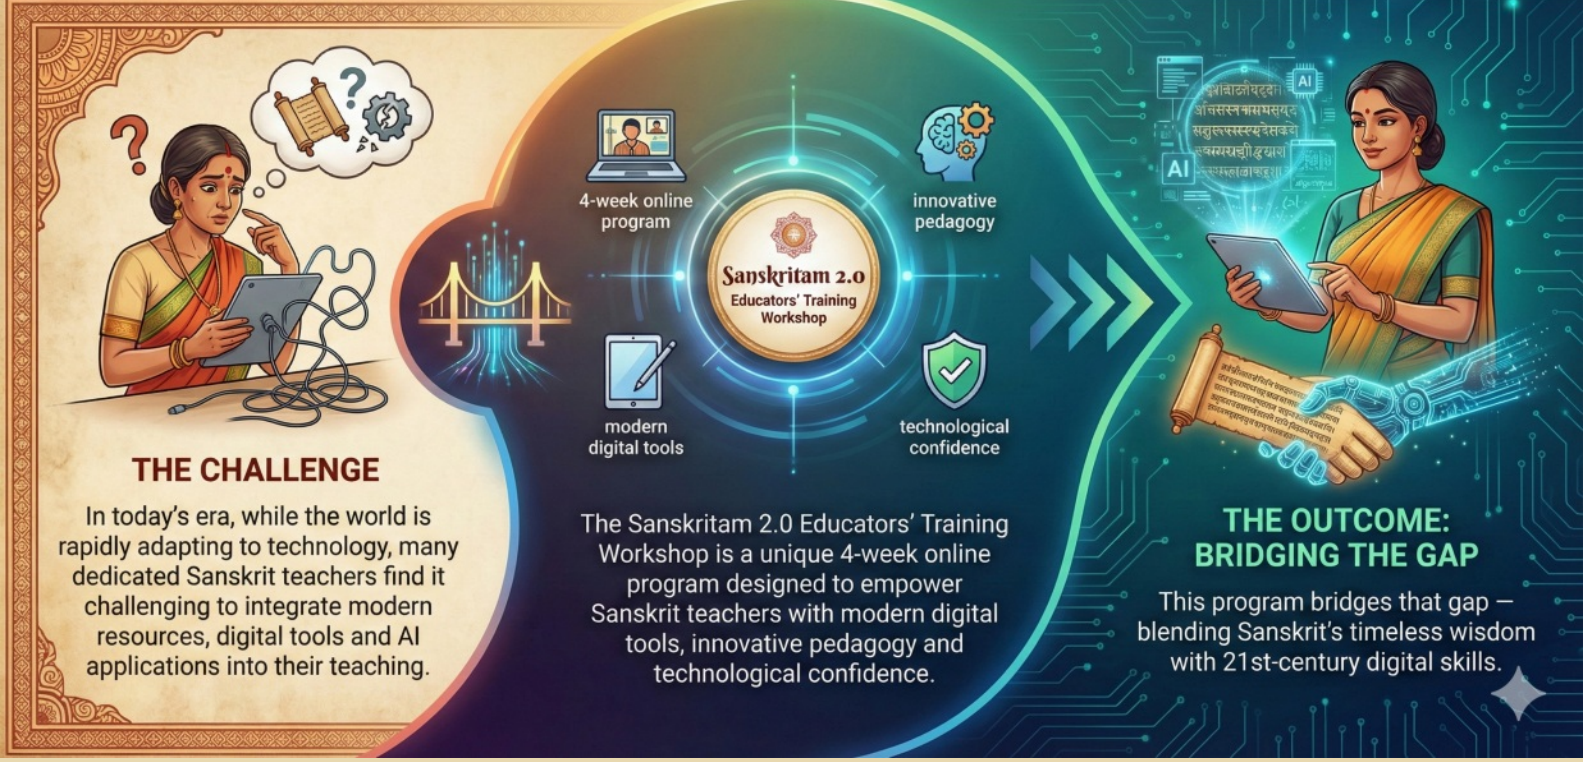 THE CHALLENGE
In today's era, while the world is
rapidly adapting to technology, many
dedicated Sanskrit teachers find it
challenging to integrate modern
resources, digital tools and AI
applications into their teaching.
4-week online
program
innovative
pedagogy
Sanskritam 2.0
Educators' Training
Workshop
modern
digital tools
technological
confidence
The Sanskritam 2.0 Educators' Training
Workshop is a unique 4-week online
program designed to empower
Sanskrit teachers with modern digital
tools, innovative pedagogy and
technological confidence.
AI
AI
THE OUTCOME:
BRIDGING THE GAP
This program bridges that gap —
blending Sanskrit's timeless wisdom
with 21st-century digital skills.